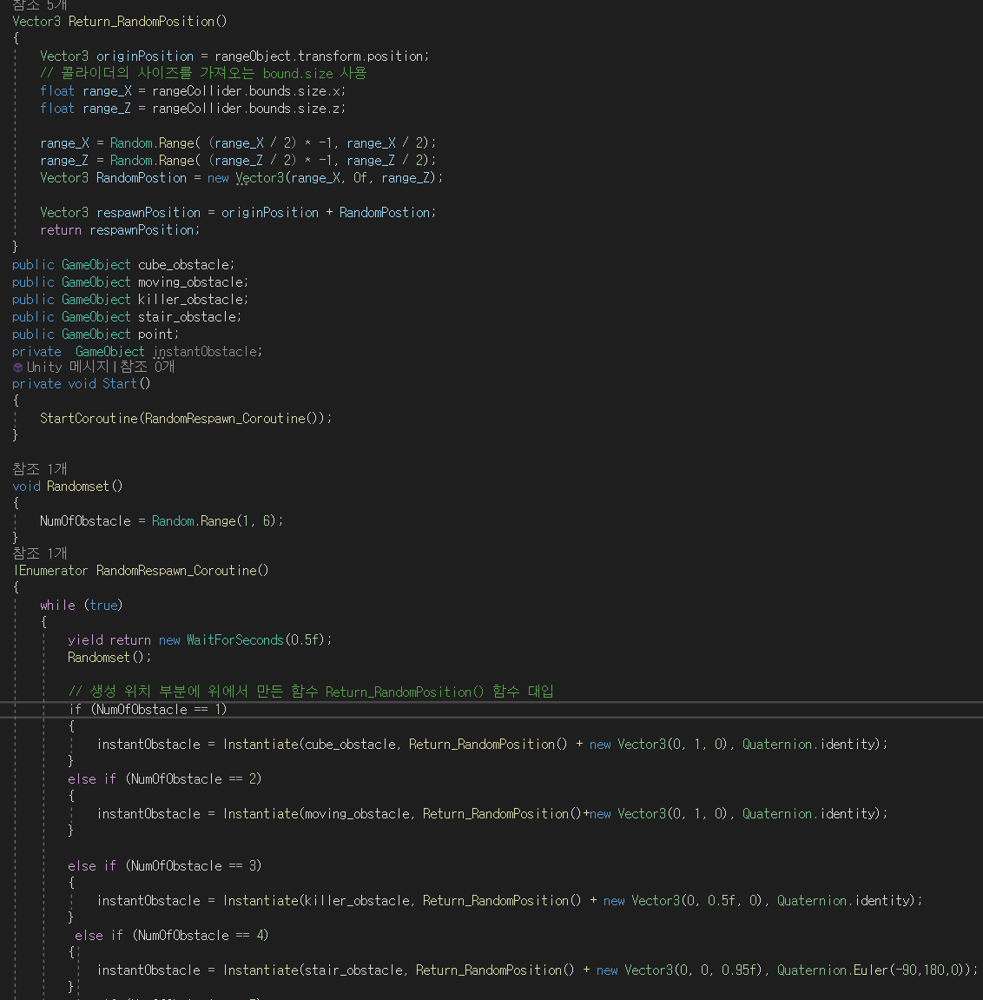 참조 5개
Vector3 Return_RandomPosition()
{
Vector3 originPosition = rangeObject.transform.position;
// 콜라이더의 사이즈를 가져오는 bound.size 사용
float range_X = rangeCollider.bounds.size.x;
float range_Z = rangeCollider.bounds.size.z;
range_X = Random.Range( (range_X / 2) * -1, range_X / 2);
range_Z = Random.Range( (range_Z / 2) * -1, range_Z / 2);
Vector3 RandomPostion = new Vector3(range_X, 0f, range_Z);
Vector3 respawnPosition = originPosition + RandomPostion;
return respawnPosition;
}
public GameObject cube_obstacle;
public GameObject moving_obstacle;
public GameObject killer_obstacle;
public GameObject stair_obstacle;
public GameObject point;
private  GameObject instantObstacle;
Unity 메시지|참조 0개
private void Start()
{
StartCoroutine(RandomRespawn_Coroutine());
}
참조 1개
void Randomset()
{
NumOfObstacle = Random.Range(1, 6);
}
참조 1개
IEnumerator RandomRespawn_Coroutine()
{
while (true)
{
yield return new WaitForSeconds(0.5f);
Randomset();
// 생성 위치 부분에 위에서 만든 함수 Return_RandomPosition() 함수 대입
if (NumOfObstacle == 1)
{
instantObstacle = Instantiate(cube_obstacle, Return_RandomPosition() + new Vector3(0, 1, 0), Quaternion.identity);
}
else if (NumOfObstacle == 2)
{
instantObstacle = Instantiate(moving_obstacle, Return_RandomPosition()+new Vector3(0, 1, 0), Quaternion.identity);
}
else if (NumOfObstacle == 3)
{
instantObstacle = Instantiate(killer_obstacle, Return_RandomPosition() + new Vector3(0, 0.5f, 0), Quaternion.identity);
}
else if (NumOfObstacle == 4)
{
instantObstacle = Instantiate(stair_obstacle, Return_RandomPosition() + new Vector3(0, 0, 0.95f), Quaternion.Euler(-90,180,0));
}